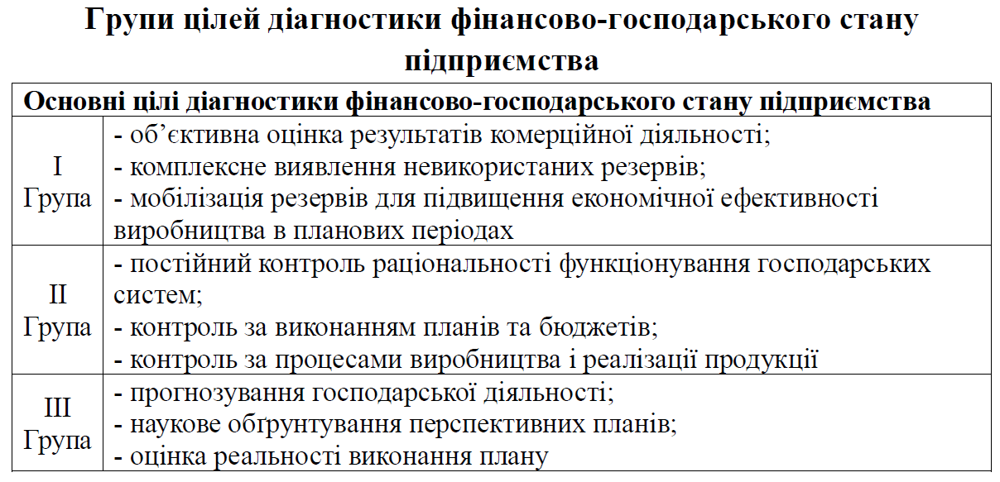 Групи цілей діагностики фінансово-господарського стану
підприємства
Основні цілі діагностики фінансово-господарського стану підприємства
І
Група
- об’єктивна оцінка результатів комерційної діяльності;
- комплексне виявлення невикористаних резервів;
- мобілізація резервів для підвищення економічної ефективності
виробництва в планових періодах
ІІ
Група
- постійний контроль раціональності функціонування господарських
систем;
- контроль за виконанням планів та бюджетів;
- контроль за процесами виробництва і реалізації продукції
ІІІ
Група
- прогнозування господарської діяльності;
- наукове обґрунтування перспективних планів;
- оцінка реальності виконання плану